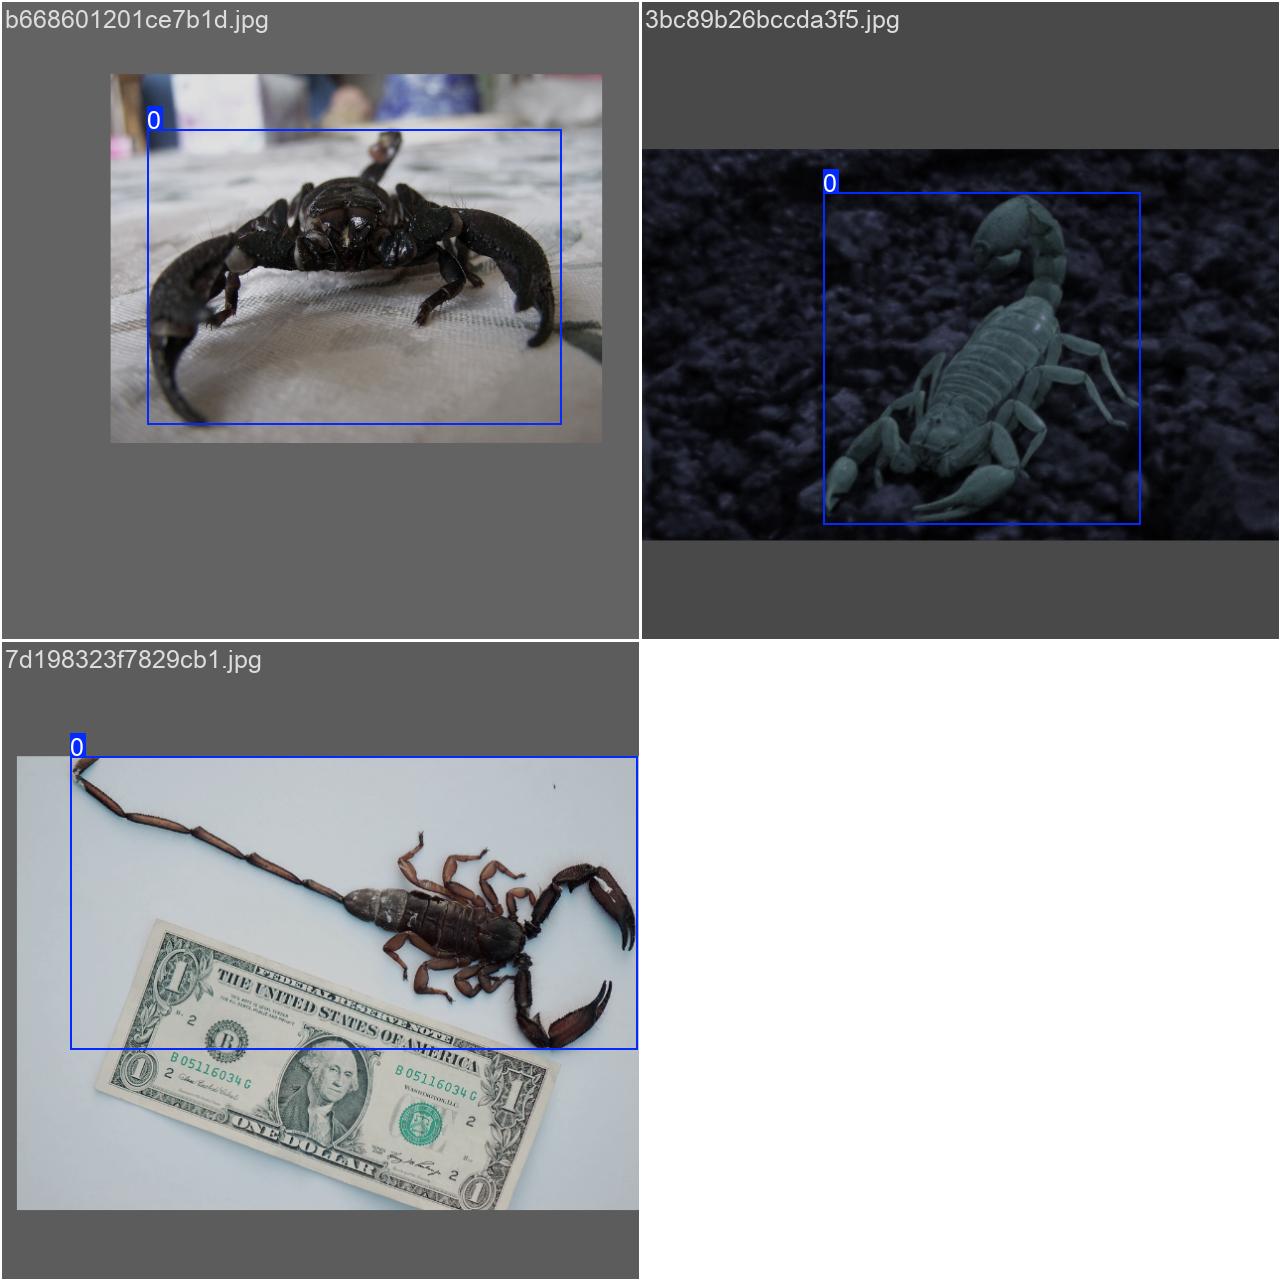 b668601201ce7b1d.jpg
3bc89b26bccda3f5.jpg
0
0
7d198323f7829cb1.jpg
0
FEDERAL RESERVE NOTE
THE UNITED STATES OF AMERICA
1
2
B
B 05116034 G
B 05116034 G
WASHINGTON, D.C.
1
1
2
2
ONE DOLLAR
2
1